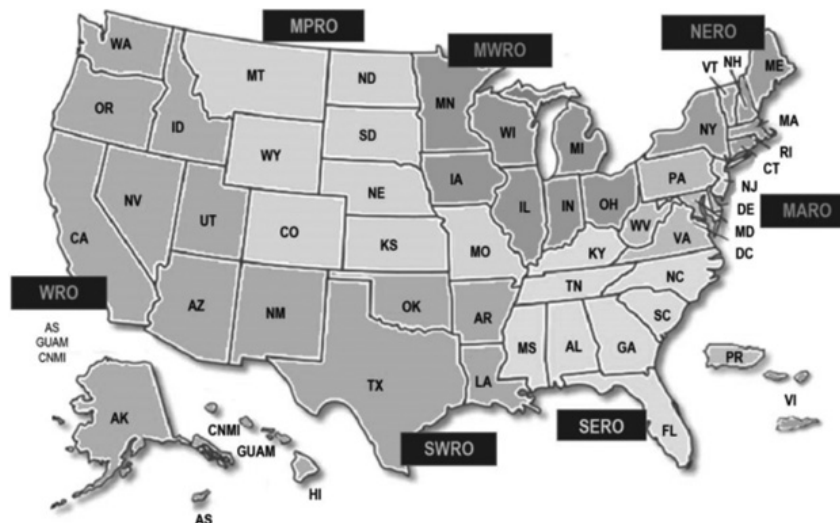 MPRO
MWRO
NERO
WA
MT
ND
MN
VT
NH
ME
OR
ID
SD
WI
MI
NY
MA
RI
CT
WY
IA
NE
PA
NJ
NV
UT
CO
IL
IN
OH
WV
DE
MARO
MD
DC
CA
KS
MO
KY
VA
WRO
AZ
NM
OK
AR
TN
NC
SC
AS
GUAM
CNMI
TX
LA
MS
AL
GA
PR
VI
AK
CNMI
GUAM
SWRO
SERO
FL
HI
AS